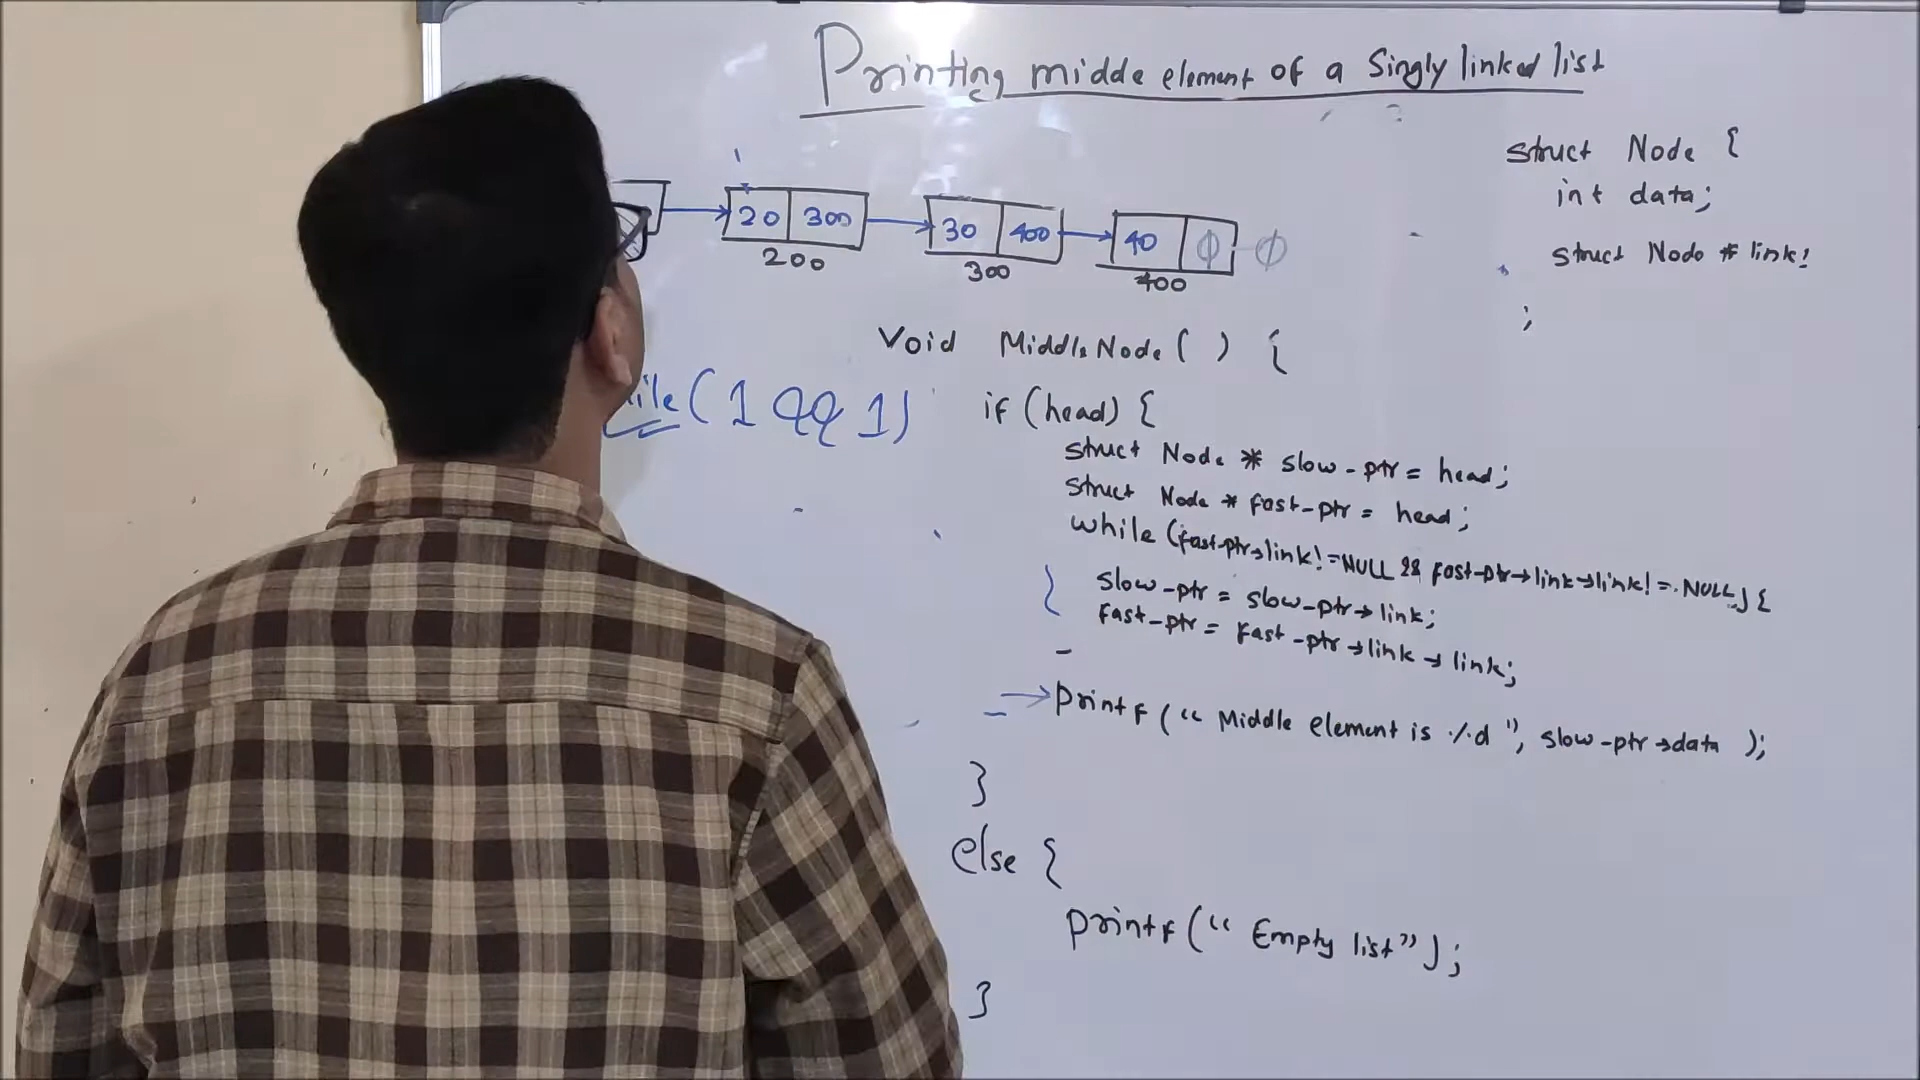 Printing midde element of a Singly linked list
struct Node {
int data;
struct Node * link;
;
20 300
200
30 400
300
40 ϕ ϕ
400
Void MiddleNode ( ) {
while ( 1 && 1 )
if (head) {
struct Node * slow-ptr = head;
struct Node * fast-ptr = head;
while (fast-ptr→link!=NULL && fast-ptr→link→link!=NULL) {
slow-ptr = slow-ptr→link;
fast-ptr = fast-ptr→link→link;
→ printf (“ Middle element is %d ”, slow-ptr→data );
}
else {
printf (“ Empty list”);
}